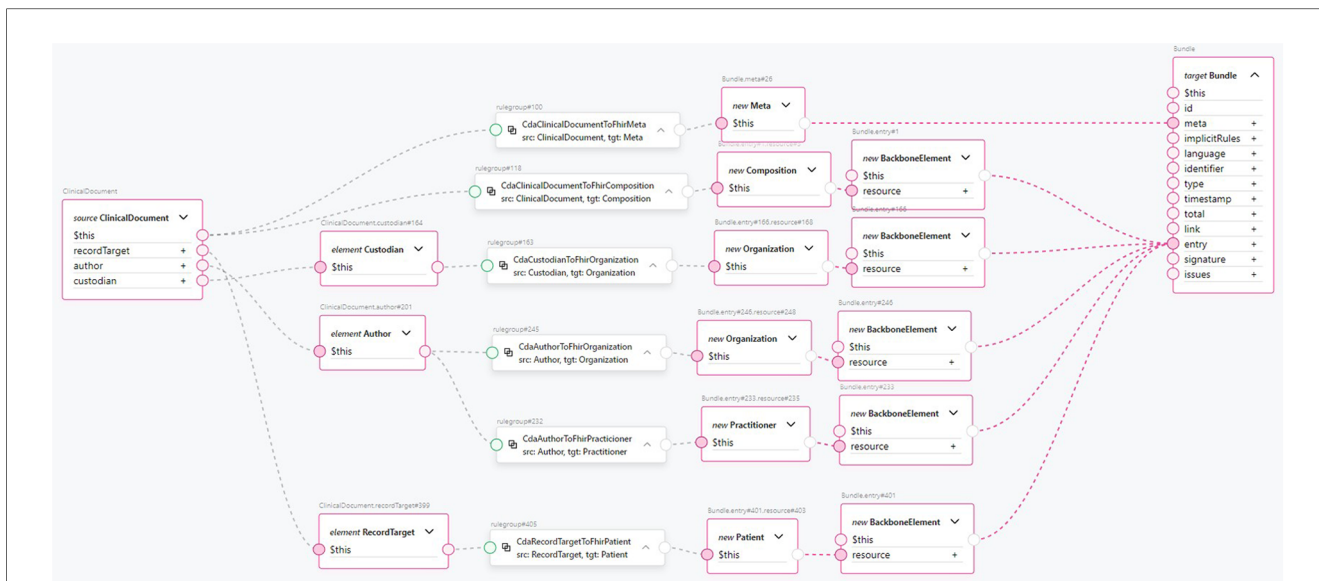 Bundle
target Bundle
$this
id
meta +
implicitRules +
language +
identifier +
type +
timestamp +
total +
link +
entry +
signature +
issues +
ClinicalDocument
source ClinicalDocument
$this
recordTarget +
author +
custodian +
rulegroup#100
CdaClinicalDocumentToFhirMeta
src: ClinicalDocument, tgt: Meta
Bundle.meta#26
new Meta
$this
rulegroup#118
CdaClinicalDocumentToFhirComposition
src: ClinicalDocument, tgt: Composition
new Composition
$this
Bundle.entry#1
new BackboneElement
$this
resource +
ClinicalDocument.custodian#164
element Custodian
$this
rulegroup#163
CdaCustodianToFhirOrganization
src: Custodian, tgt: Organization
Bundle.entry#166.resource#168
new Organization
$this
Bundle.entry#166
new BackboneElement
$this
resource +
ClinicalDocument.author#201
element Author
$this
rulegroup#245
CdaAuthorToFhirOrganization
src: Author, tgt: Organization
Bundle.entry#246.resource#248
new Organization
$this
Bundle.entry#246
new BackboneElement
$this
resource +
rulegroup#232
CdaAuthorToFhirPracticioner
src: Author, tgt: Practitioner
Bundle.entry#233.resource#235
new Practitioner
$this
Bundle.entry#233
new BackboneElement
$this
resource +
ClinicalDocument.recordTarget#399
element RecordTarget
$this
rulegroup#405
CdaRecordTargetToFhirPatient
src: RecordTarget, tgt: Patient
Bundle.entry#401.resource#403
new Patient
$this
Bundle.entry#401
new BackboneElement
$this
resource +